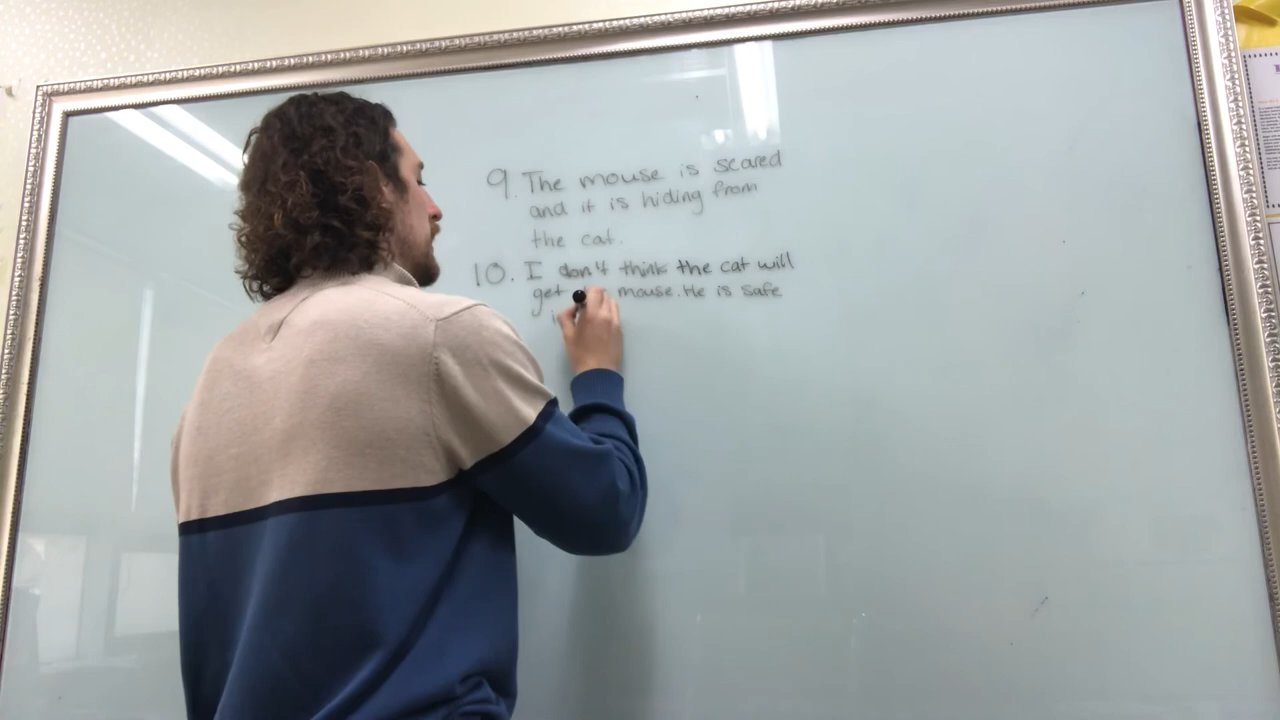 9. The mouse is scared
and it is hiding from
the cat.
10. I don't think the cat will
get mouse. He is safe